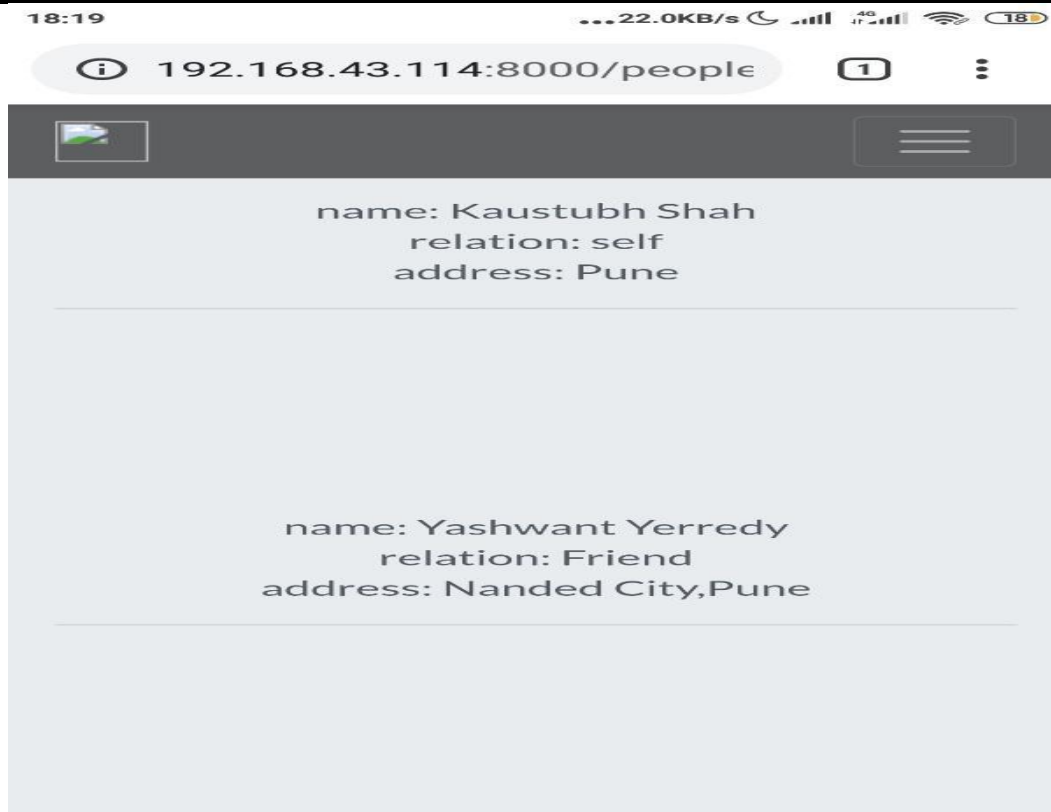 18:19
...22.0KB/s 4G 18
192.168.43.114:8000/people 1
name: Kaustubh Shah
relation: self
address: Pune
name: Yashwant Yerredy
relation: Friend
address: Nanded City,Pune